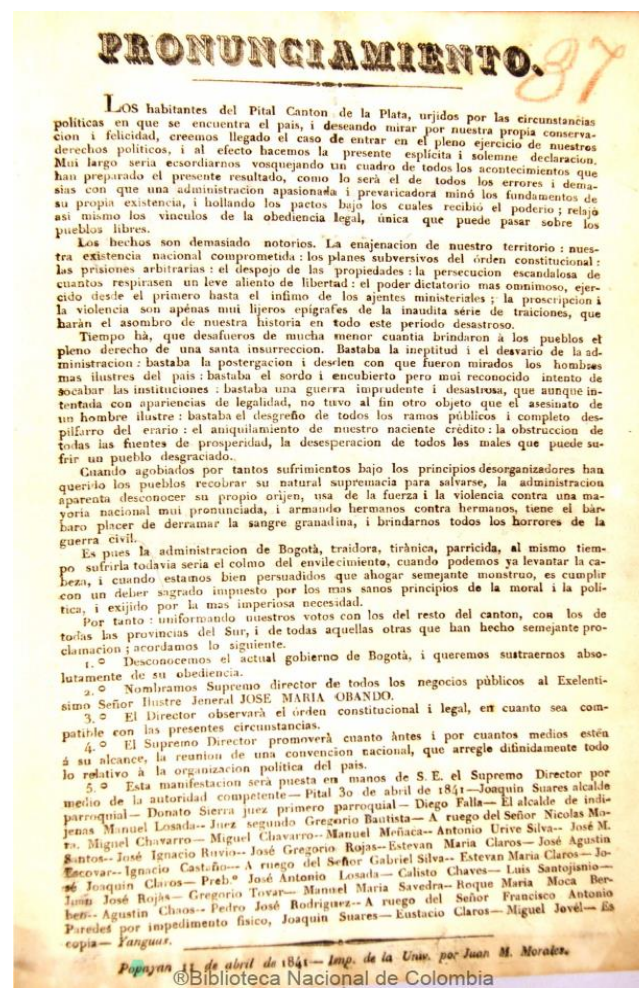 PRONUNCIAMIENTO.
37
LOS habitantes del Pital Canton de la Plata, urjidos por las circunstancias
políticas en que se encuentra el pais, i deseando mirar por nuestra propia conserva-
cion i felicidad, creemos llegado el caso de entrar en el pleno ejercicio de nuestros
derechos politicos, i al efecto hacemos la presente esplícita i solemne declaracion.
Mui largo seria ecsordiarnos vosquejando un cuadro de todos los acontecimientos que
han preparado el presente resultado, como lo será el de todos los errores i dema-
sias con que una administracion apasionada i prevaricadora minó los fundamentos de
su propia existencia, i hollando los pactos bajo los cuales recibió el poderio; relajó
asi mismo los vinculos de la obediencia legal, única que puede pasar sobre los
pueblos libres.
Los hechos son demasiado notorios. La enajenacion de nuestro territorio : nues-
tra existencia nacional comprometida : los planes subversivos del órden constitucional :
las prisiones arbitrarias : el despojo de las propiedades : la persecucion escandalosa de
cuantos respirasen un leve aliento de libertad : el poder dictatorio mas omnimoso, ejer-
cido desde el primero hasta el infimo de los ajentes ministeriales ; la proscripcion i
la violencia son apénas mui lijeros epigrafes de la inaudita série de traiciones, que
harán el asombro de nuestra historia en todo este periodo desastroso.
Tiempo hà, que desafueros de mucha menor cuantia brindaron à los pueblos el
pleno derecho de una santa insurreccion. Bastaba la ineptitud i el desvario de la ad-
ministracion : bastaba la postergacion i desden con que fueron mirados los hombres
mas ilustres del pais : bastaba el sordo i encubierto pero mui reconocido intento de
socabar las instituciones : bastaba una guerra imprudente i desastrosa, que aunque in-
tentada con apariencias de legalidad, no tuvo al fin otro objeto que el asesinato de
un hombre ilustre : bastaba el desgreño de todos los ramos públicos i completo des-
pilfarro del erario : el aniquilamiento de nuestro naciente crédito : la obstruccion de
todas las fuentes de prosperidad, la desesperacion de todos los males que puede su-
frir un pueblo desgraciado.
Cuando agobiados por tantos sufrimientos bajo los principios desorganizadores han
querido los pueblos recobrar su natural supremacia para salvarse, la administracion
aparenta desconocer su propio orijen, usa de la fuerza i la violencia contra una ma-
yoria nacional mui pronunciada, i armando hermanos contra hermanos, tiene el bàr-
baro placer de derramar la sangre granadina, i brindarnos todos los horrores de la
guerra civil.
Es pues la administracion de Bogotà, traidora, tirànica, parricida, al mismo tiem-
po sufrirla todavia seria el colmo del envilecimiento, cuando podemos ya levantar la ca-
beza, i cuando estamos bien persuadidos que ahogar semejante monstruo, es cumplir
con un deber sagrado impuesto por los mas sanos principios de la moral i la poli-
tica, i exijido por la mas imperiosa necesidad.
Por tanto : uniformando nuestros votos con los del resto del canton, con los de
todas las provincias del Sur, i de todas aquellas otras que han hecho semejante pro-
clamacion ; acordamos lo siguiente.
1.º Desconocemos el actual gobierno de Bogotà, i queremos sustraernos abso-
lutamente de su obediencia.
2.º Nombramos Supremo director de todos los negocios pùblicos al Exelenti-
simo Señor Ilustre Jeneral JOSE MARIA OBANDO.
3.º El Director observarà el órden constitucional i legal, en cuanto sea com-
patible con las presentes circunstancias.
4.º El Supremo Director promoverà cuanto àntes i por cuantos medios estén
á su alcance, la reunion de una convencion nacional, que arregle difinidamente todo
lo relativo à la organizacion polìtica del pais.
5.º Esta manifestacion serà puesta en manos de S. E. el Supremo Director por
medio de la autoridad competente— Pital 30 de abril de 1841—Joaquin Suares alcalde
parroquial— Donato Sierra juez primero parroquial— Diego Falla— El alcalde de indi-
jenas Manuel Losada-- Juez segundo Gregorio Bautista— A ruego del Señor Nicolas Mo-
ra, Miguel Chavarro— Miguel Chavarro-- Manuel Meñaca-- Antonio Urive Silva-- José M.
Santos-- José Ignacio Ruvio-- José Gregorio Rojas--Estevan Maria Claros-- José Agustin
Escovar-- Ignacio Castaño-- A ruego del Señor Gabriel Silva-- Estevan Maria Claros-- Jo-
sé Joaquin Claros— Preb.º José Antonio Losada-- Calisto Chaves-- Luis Santojisnio—
Juan José Rojas-- Gregorio Tovar-- Manuel Maria Savedra-- Roque Maria Moca Ber-
beo-- Agustin Chaos-- Pedro José Rodriguez-- A ruego del Señor Francisco Antonio
Paredes por impedimento fisico, Joaquin Suares— Eustacio Claros— Miguel Jovél— Es
copia— Yanguas.
Popayan 11 de abril de 1841— Imp. de la Univ. por Juan M. Morales.
®Biblioteca Nacional de Colombia